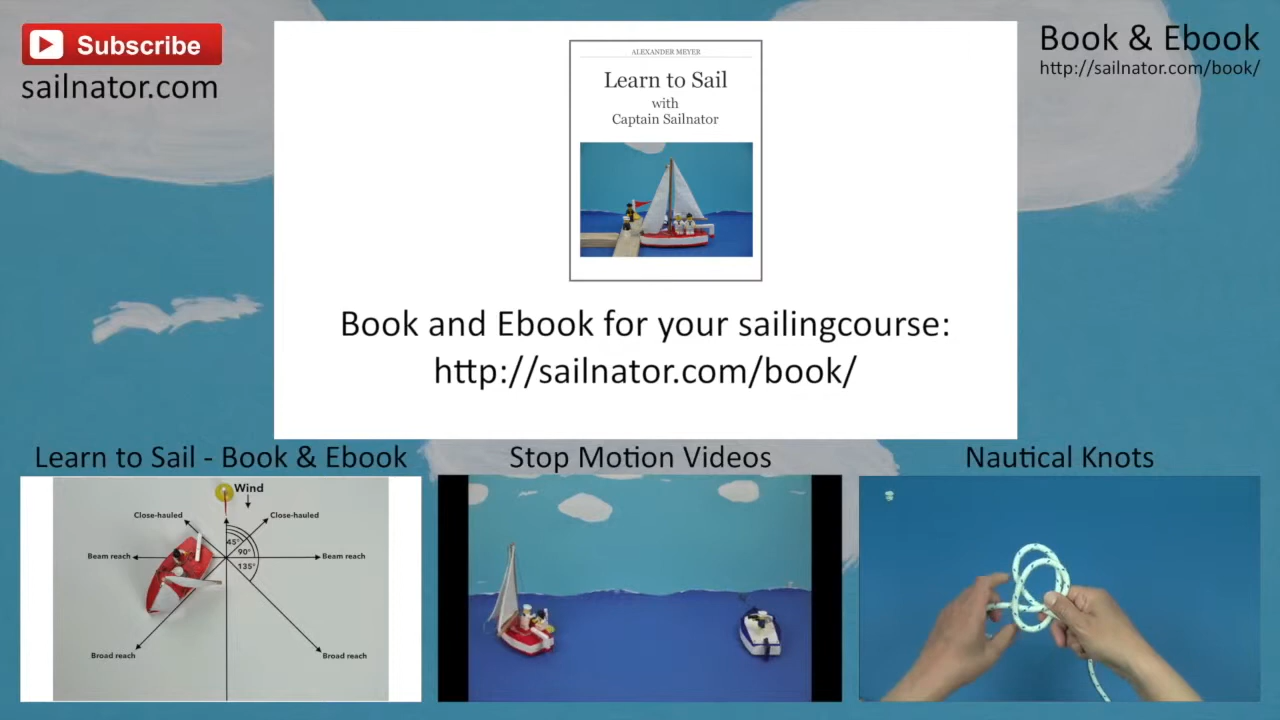 Subscribe
sailnator.com
Book & Ebook
http://sailnator.com/book/
ALEXANDER MEYER
Learn to Sail
with
Captain Sailnator
Book and Ebook for your sailingcourse:
http://sailnator.com/book/
Learn to Sail - Book & Ebook
Stop Motion Videos
Nautical Knots
Wind
Close-hauled
Close-hauled
45°
90°
Beam reach
Beam reach
135°
Broad reach
Broad reach